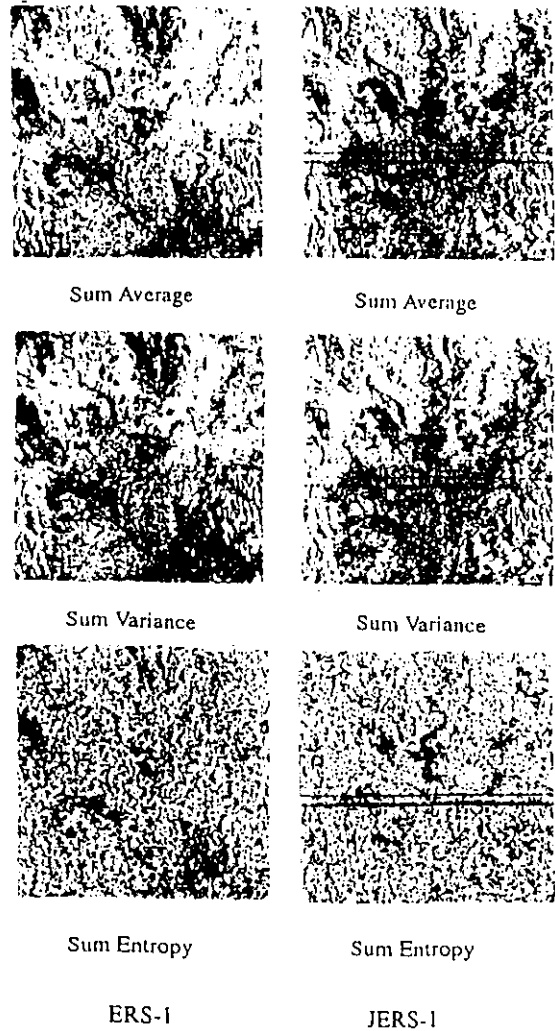 Sum Average Sum Average
Sum Variance Sum Variance
Sum Entropy Sum Entropy
ERS-1 JERS-1